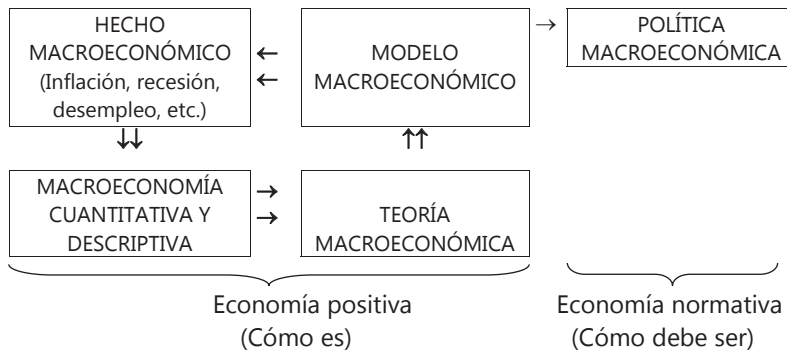 HECHO
MACROECONÓMICO
(Inflación, recesión,
desempleo, etc.)
MODELO
MACROECONÓMICO
POLÍTICA
MACROECONÓMICA
MACROECONOMÍA
CUANTITATIVA Y
DESCRIPTIVA
TEORÍA
MACROECONÓMICA
Economía positiva
(Cómo es)
Economía normativa
(Cómo debe ser)